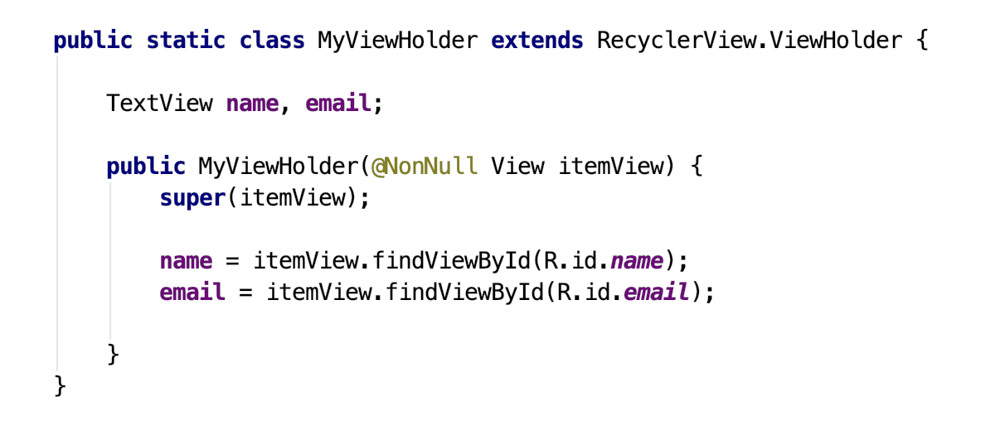 public static class MyViewHolder extends RecyclerView.ViewHolder {
TextView name, email;
public MyViewHolder(@NonNull View itemView) {
super(itemView);
name = itemView.findViewById(R.id.name);
email = itemView.findViewById(R.id.email);
}
}